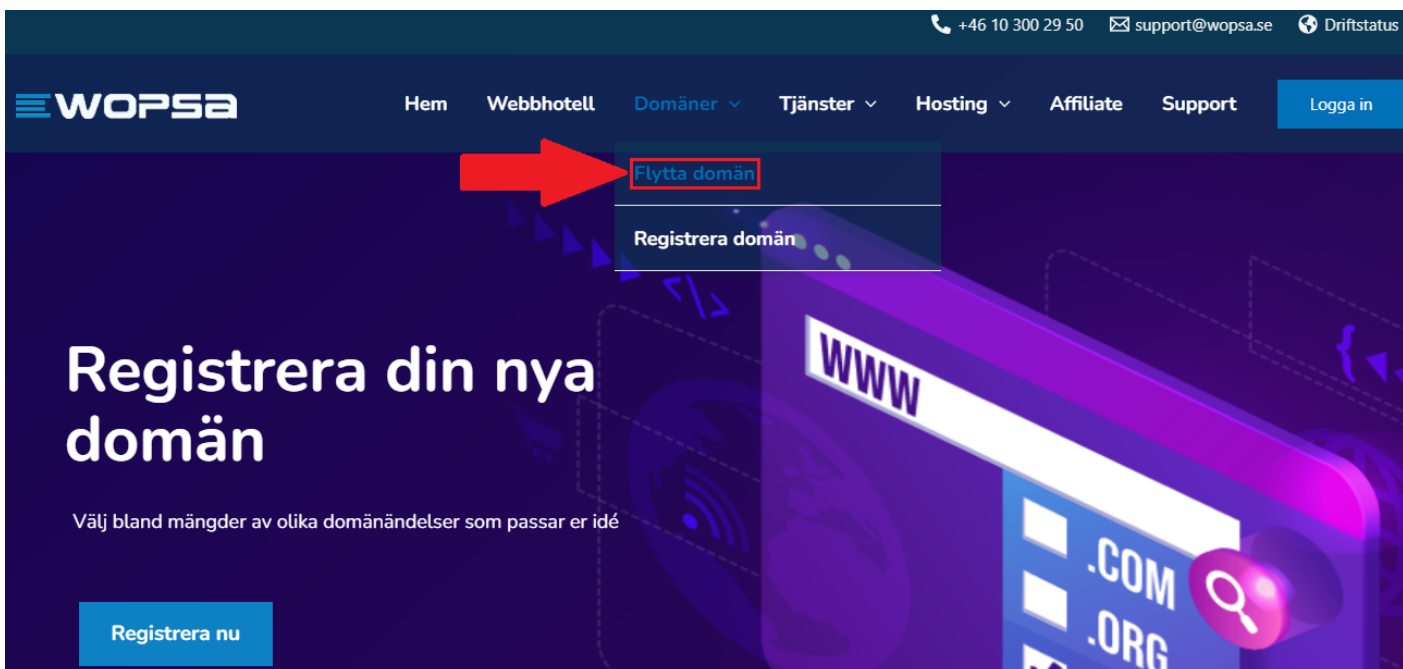 +46 10 300 29 50 support@wopsa.se Driftstatus
WOPSA Hem Webbhotell Domäner Tjänster Hosting Affiliate Support Logga in
Flytta domän
Registrera domän
</>
{
Registrera din nya
domän
WWW
Välj bland mängder av olika domänändelser som passar er idé
.COM
.ORG
Registrera nu